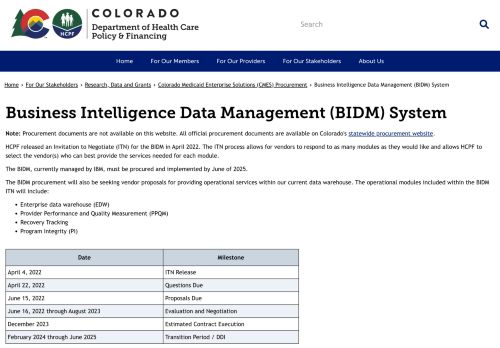 COLORADO
Department of Health Care
Policy & Financing
HCPF
Search
Home For Our Members For Our Providers For Our Stakeholders About Us
Home › For Our Stakeholders › Research, Data and Grants › Colorado Medicaid Enterprise Solutions (CMES) Procurement › Business Intelligence Data Management (BIDM) System
Business Intelligence Data Management (BIDM) System
Note: Procurement documents are not available on this website. All official procurement documents are available on Colorado's statewide procurement website.
HCPF released an Invitation to Negotiate (ITN) for the BIDM in April 2022. The ITN process allows for vendors to respond to as many modules as they would like and allows HCPF to
select the vendor(s) who can best provide the services needed for each module.
The BIDM, currently managed by IBM, must be procured and implemented by June of 2025.
The BIDM procurement will also be seeking vendor proposals for providing operational services within our current data warehouse. The operational modules included within the BIDM
ITN will include:
• Enterprise data warehouse (EDW)
• Provider Performance and Quality Measurement (PPQM)
• Recovery Tracking
• Program Integrity (PI)
Date Milestone
April 4, 2022 ITN Release
April 22, 2022 Questions Due
June 15, 2022 Proposals Due
June 16, 2022 through August 2023 Evaluation and Negotiation
December 2023 Estimated Contract Execution
February 2024 through June 2025 Transition Period / DDI